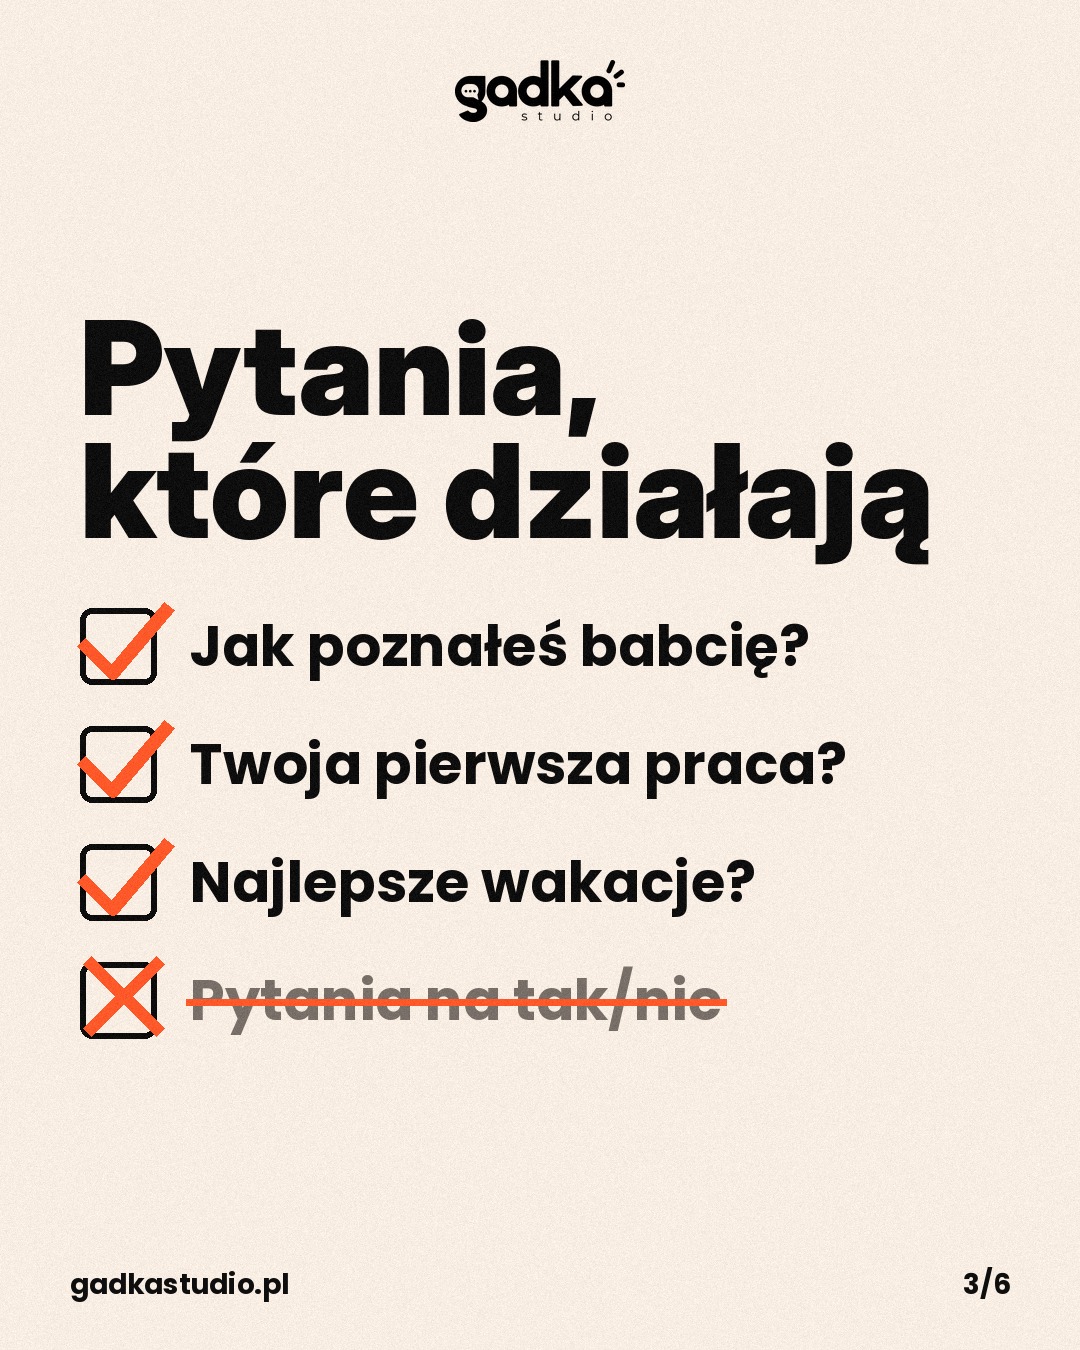 gadka
studio
Pytania,
które działają
Jak poznałeś babcię?
Twoja pierwsza praca?
Najlepsze wakacje?
Pytania na tak/nie
gadkastudio.pl
3/6